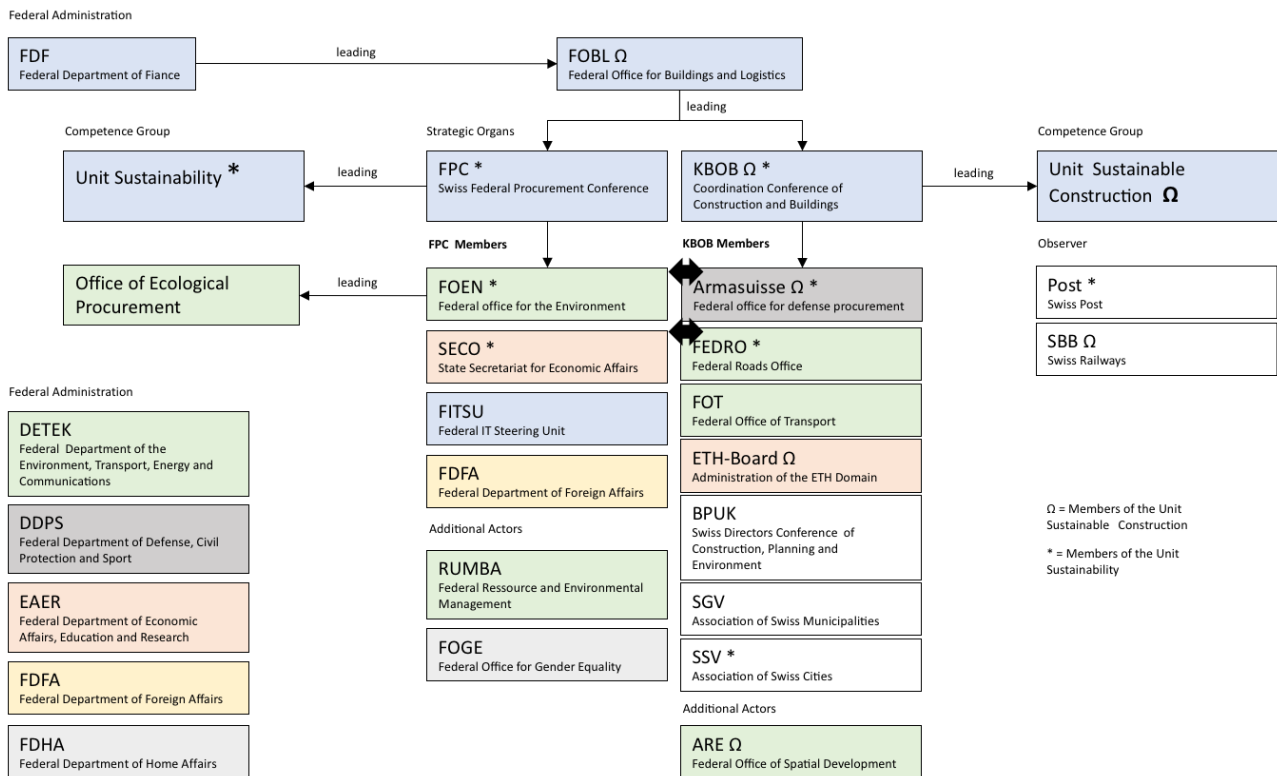 Federal Administration
FDF
Federal Department of Fiance
leading
FOBL Ω
Federal Office for Buildings and Logistics
leading
Competence Group
Unit Sustainability *
leading
Strategic Organs
FPC *
Swiss Federal Procurement Conference
KBOB Ω *
Coordination Conference of
Construction and Buildings
leading
Competence Group
Unit Sustainable
Construction Ω
FPC Members
KBOB Members
Observer
Office of Ecological
Procurement
leading
FOEN *
Federal office for the Environment
SECO *
State Secretariat for Economic Affairs
FITSU
Federal IT Steering Unit
FDFA
Federal Department of Foreign Affairs
Additional Actors
RUMBA
Federal Ressource and Environmental
Management
FOGE
Federal Office for Gender Equality
Armasuisse Ω *
Federal office for defense procurement
FEDRO *
Federal Roads Office
FOT
Federal Office of Transport
ETH-Board Ω
Administration of the ETH Domain
BPUK
Swiss Directors Conference of
Construction, Planning and
Environment
SGV
Association of Swiss Municipalities
SSV *
Association of Swiss Cities
Additional Actors
ARE Ω
Federal Office of Spatial Development
Post *
Swiss Post
SBB Ω
Swiss Railways
Federal Administration
DETEK
Federal Department of the
Environment, Transport, Energy and
Communications
DDPS
Federal Department of Defense, Civil
Protection and Sport
EAER
Federal Department of Economic
Affairs, Education and Research
FDFA
Federal Department of Foreign Affairs
FDHA
Federal Department of Home Affairs
Ω = Members of the Unit
Sustainable Construction
* = Members of the Unit
Sustainability